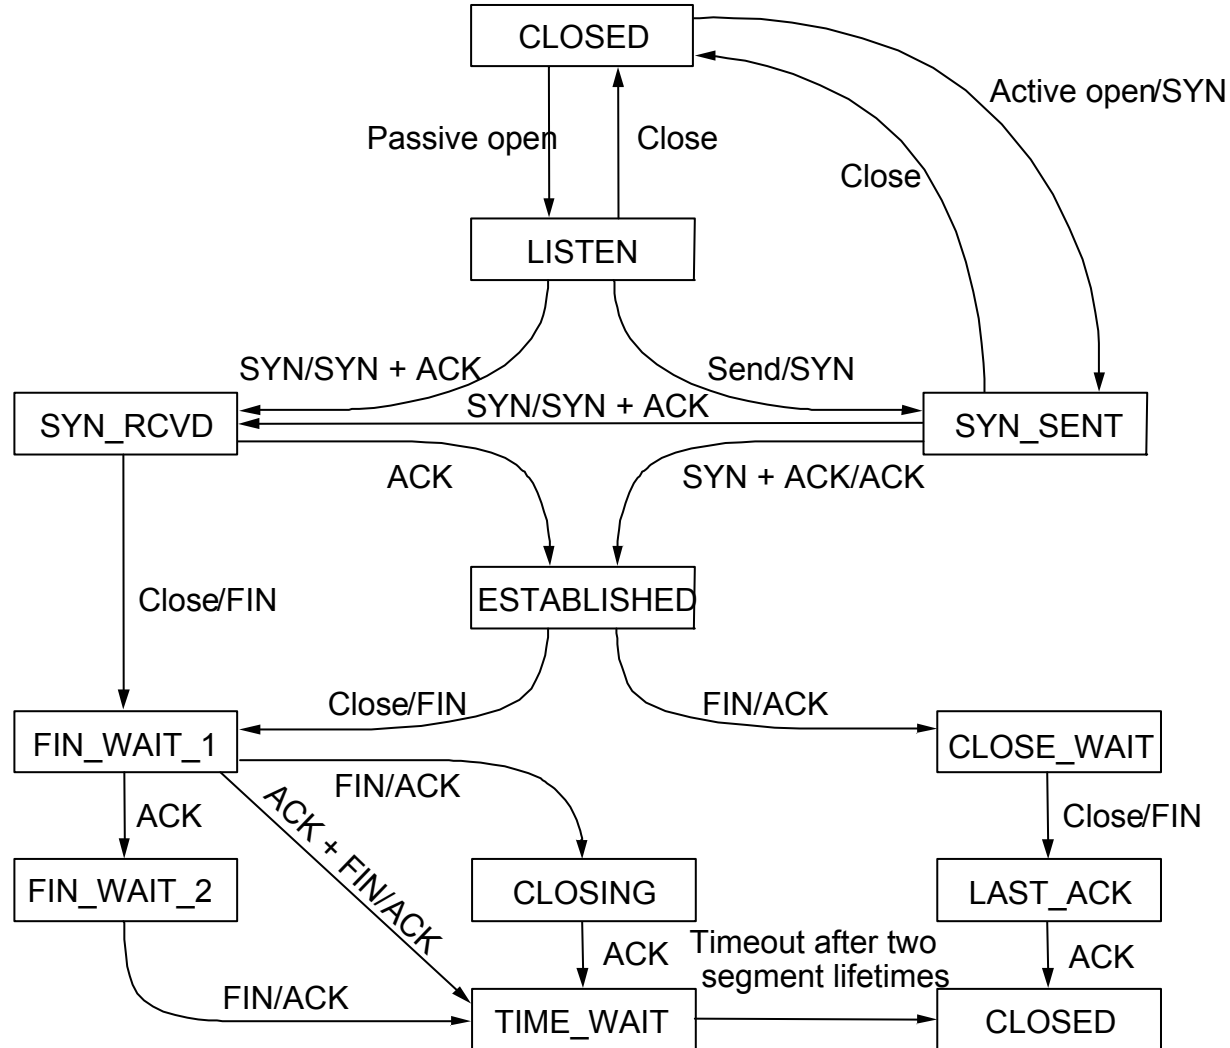 CLOSED
Active open/SYN
Passive open
Close
Close
LISTEN
SYN/SYN + ACK
Send/SYN
SYN/SYN + ACK
SYN_RCVD
SYN_SENT
ACK
SYN + ACK/ACK
Close/FIN
ESTABLISHED
Close/FIN
FIN/ACK
FIN_WAIT_1
CLOSE_WAIT
FIN/ACK
ACK
ACK + FIN/ACK
Close/FIN
FIN_WAIT_2
CLOSING
LAST_ACK
ACK
Timeout after two
segment lifetimes
ACK
FIN/ACK
TIME_WAIT
CLOSED